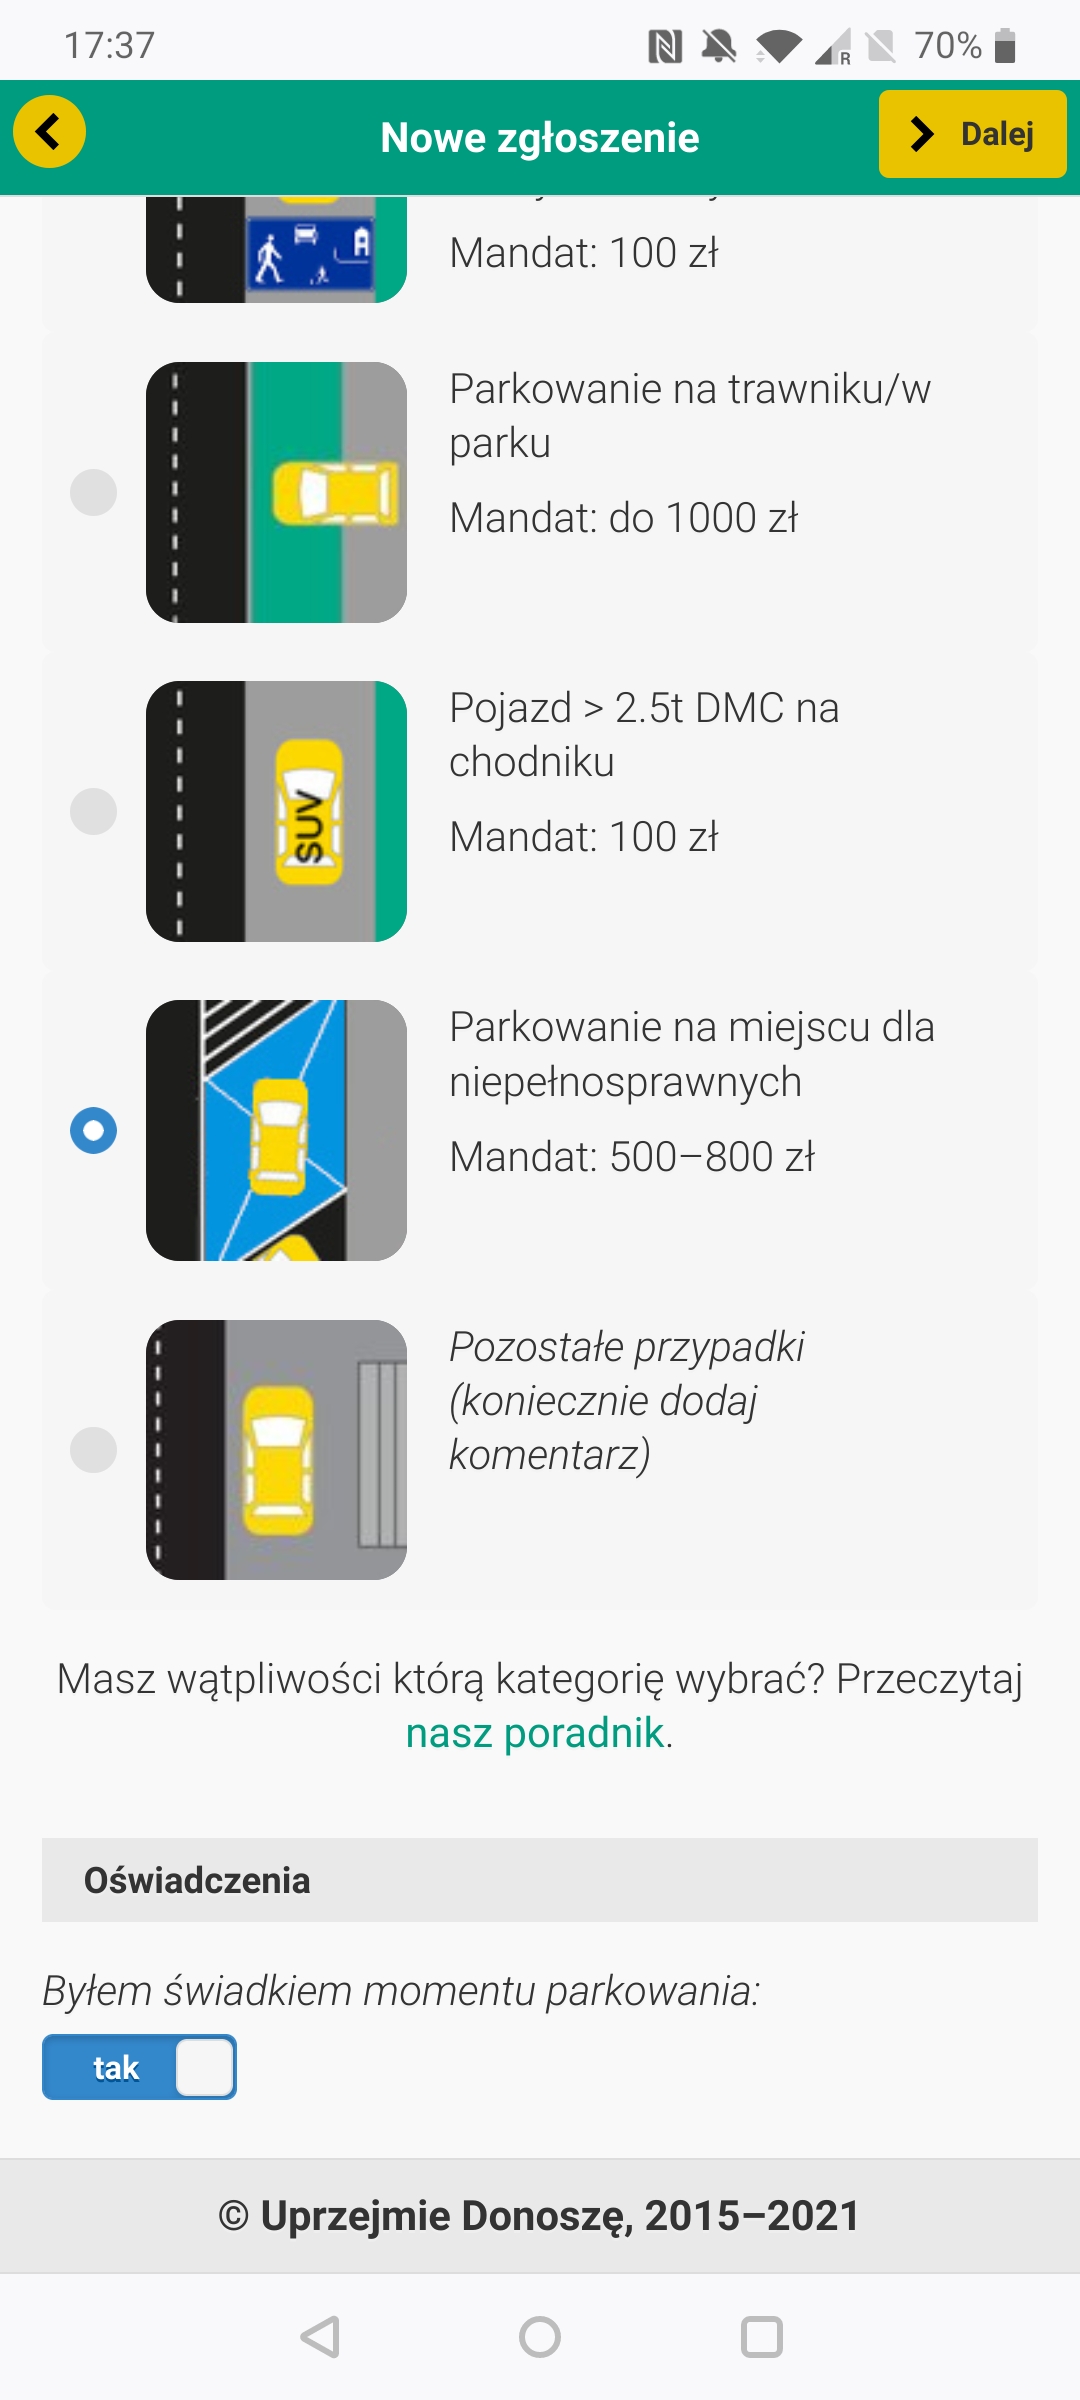 17:37
R
70%
Nowe zgłoszenie
Dalej
Mandat: 100 zł
Parkowanie na trawniku/w
parku
Mandat: do 1000 zł
Pojazd > 2.5t DMC na
chodniku
SUV
Mandat: 100 zł
Parkowanie na miejscu dla
niepełnosprawnych
Mandat: 500–800 zł
Pozostałe przypadki
(koniecznie dodaj
komentarz)
Masz wątpliwości którą kategorię wybrać? Przeczytaj
nasz poradnik.
Oświadczenia
Byłem świadkiem momentu parkowania:
tak
© Uprzejmie Donoszę, 2015–2021